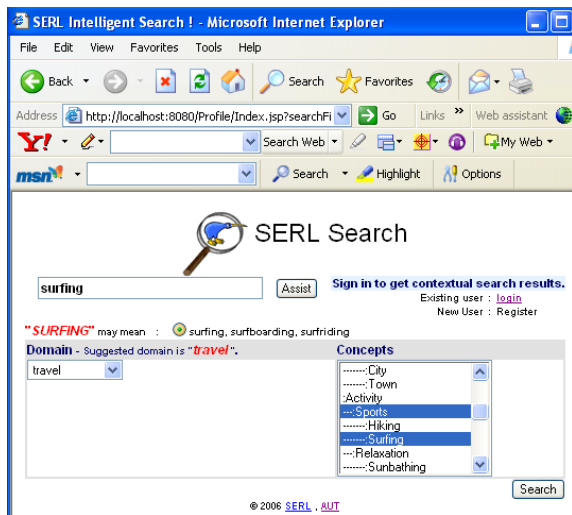 SERL Intelligent Search ! - Microsoft Internet Explorer
File Edit View Favorites Tools Help
Back Search Favorites
Address http://localhost:8080/Profile/Index.jsp?searchFi Go Links » Web assistant
Y! Search Web My Web
msn Search Highlight Options
SERL Search
surfing Assist Sign in to get contextual search results.
Existing user : login
New User : Register
"SURFING" may mean : surfing, surfboarding, surfriding
Domain - Suggested domain is "travel". Concepts
travel
-------:City
-------:Town
:Activity
---:Sports
-------:Hiking
-------:Surfing
---:Relaxation
-------:Sunbathing
Search
© 2006 SERL , AUT